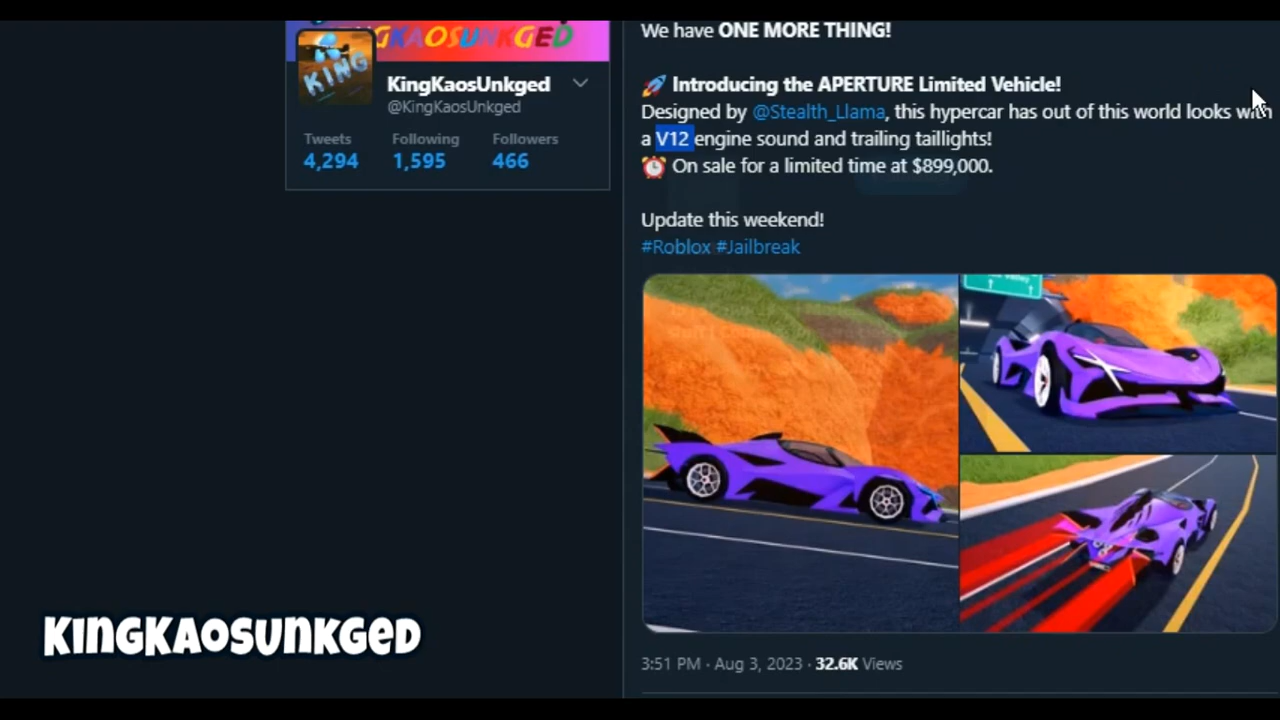 KINGKAOSUNKGED
KING
KingKaosUnkged
@KingKaosUnkged
Tweets Following Followers
4,294 1,595 466
We have ONE MORE THING!
🚀 Introducing the APERTURE Limited Vehicle!
Designed by @Stealth_Llama, this hypercar has out of this world looks with
a V12 engine sound and trailing taillights!
⏰ On sale for a limited time at $899,000.
Update this weekend!
#Roblox #Jailbreak
3:51 PM · Aug 3, 2023 · 32.6K Views
KingKaosUnkged